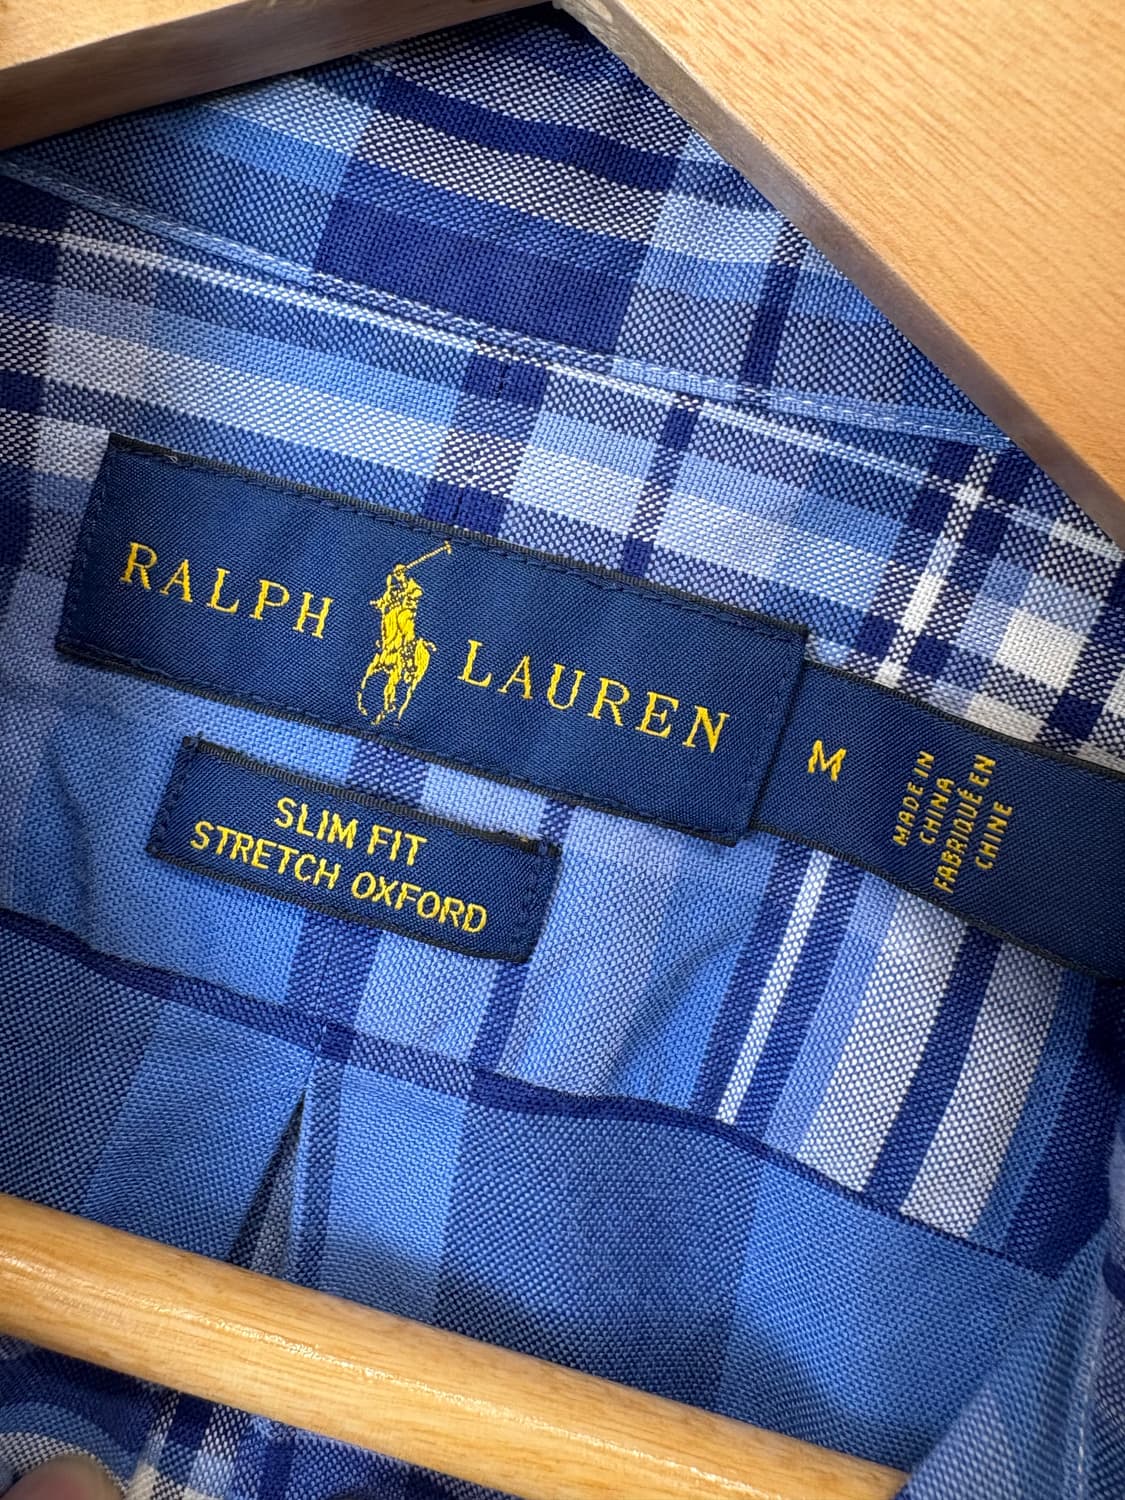 RALPH LAUREN
M
MADE IN
CHINA
FABRIQUÉ EN
CHINE
SLIM FIT
STRETCH OXFORD